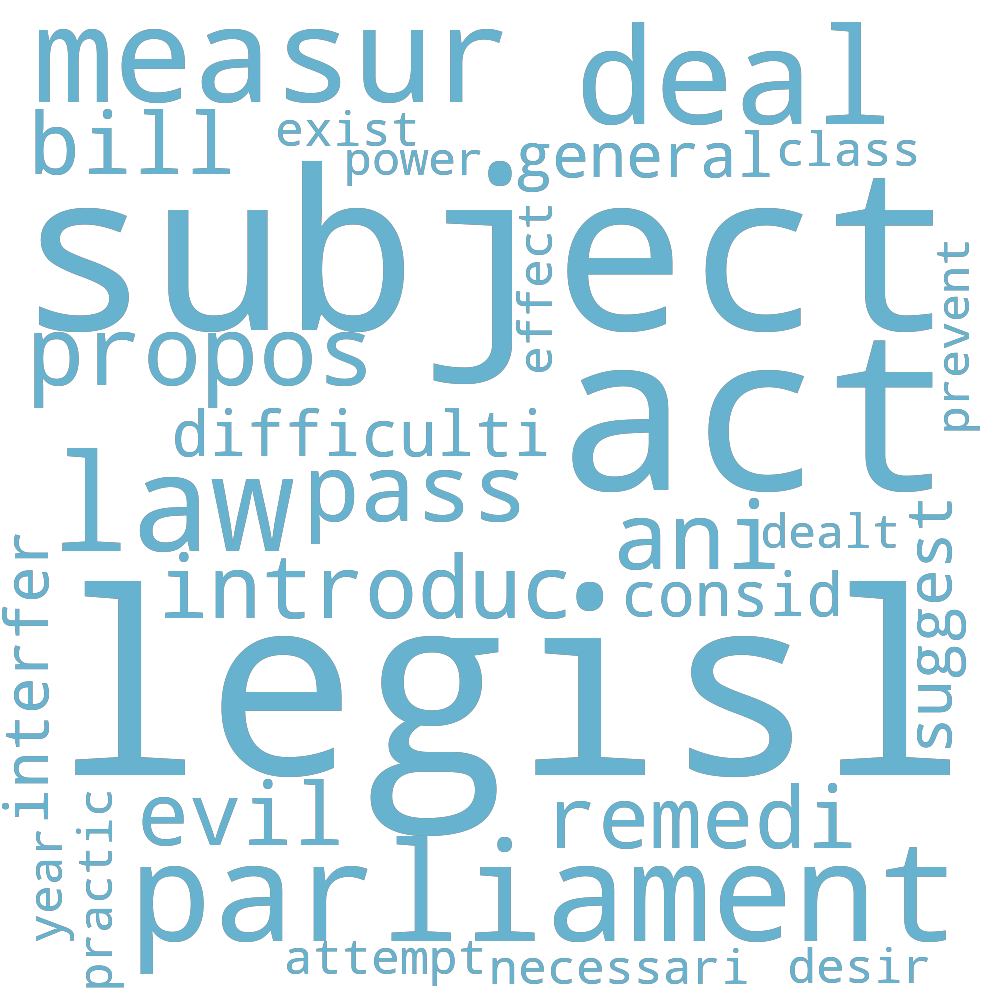 measur
deal
bill
exist
power
general
class
subject
effect
prevent
propos
act
difficulti
law
pass
ani
dealt
suggest
introduc
consid
interfer
legisl
evil
remedi
year
practic
parliament
attempt
necessari
desir